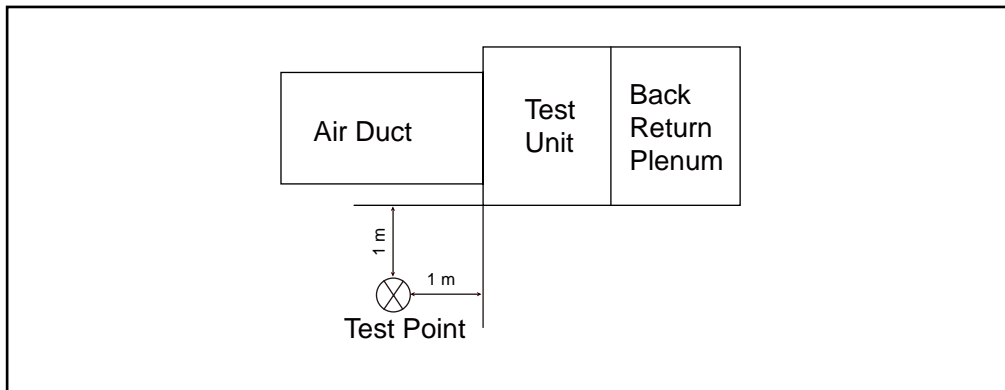 Air Duct
Test
Unit
Back
Return
Plenum
1 m
1 m
Test Point